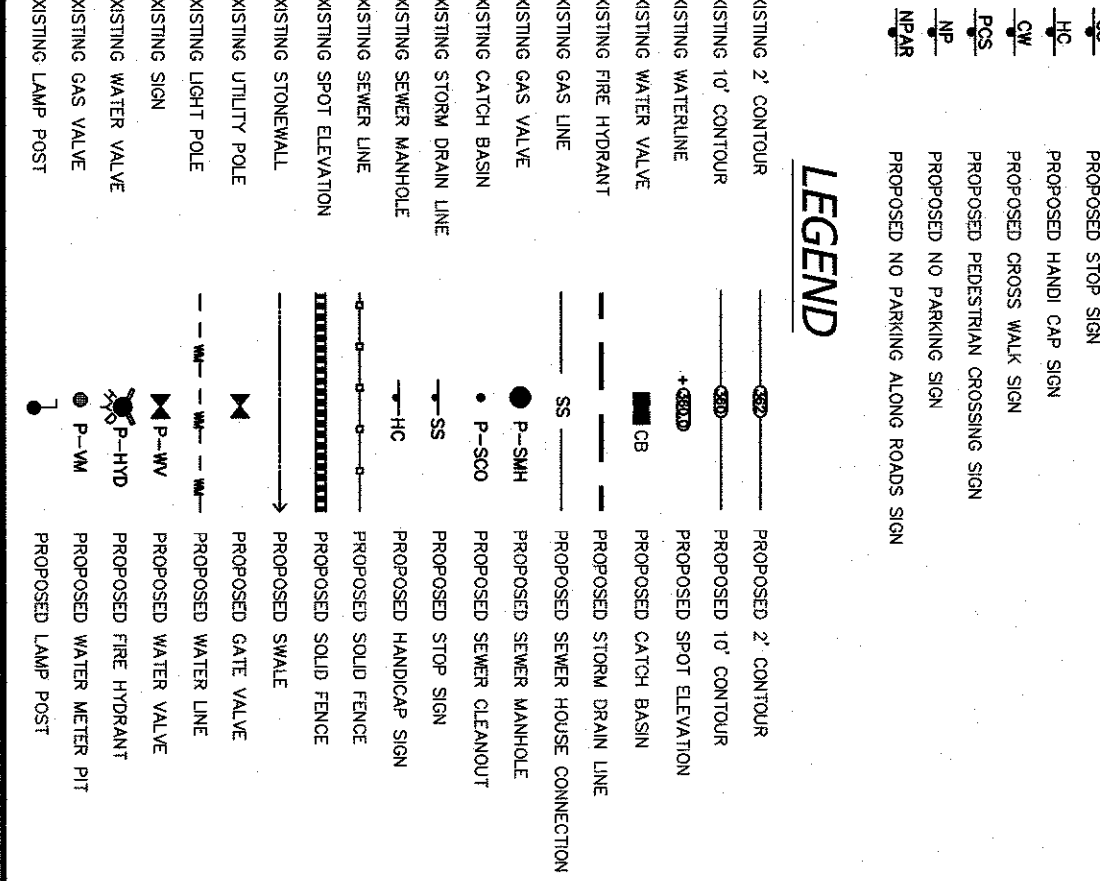 PROPOSED STOP SIGN
HC PROPOSED HANDI CAP SIGN
CW PROPOSED CROSS WALK SIGN
PCS PROPOSED PEDESTRIAN CROSSING SIGN
NP PROPOSED NO PARKING SIGN
NPAR PROPOSED NO PARKING ALONG ROADS SIGN
LEGEND
XISTING 2' CONTOUR 362 PROPOSED 2' CONTOUR
XISTING 10' CONTOUR 360 PROPOSED 10' CONTOUR
XISTING WATERLINE +380.0 PROPOSED SPOT ELEVATION
XISTING WATER VALVE CB PROPOSED CATCH BASIN
XISTING FIRE HYDRANT PROPOSED STORM DRAIN LINE
XISTING GAS LINE SS PROPOSED SEWER HOUSE CONNECTION
XISTING GAS VALVE P-SMH PROPOSED SEWER MANHOLE
XISTING CATCH BASIN P-SCO PROPOSED SEWER CLEANOUT
XISTING STORM DRAIN LINE SS PROPOSED STOP SIGN
XISTING SEWER MANHOLE HC PROPOSED HANDICAP SIGN
XISTING SEWER LINE PROPOSED SOLID FENCE
XISTING SPOT ELEVATION PROPOSED SOLID FENCE
XISTING STONEWALL PROPOSED SWALE
XISTING UTILITY POLE PROPOSED GATE VALVE
XISTING LIGHT POLE WM WM WM PROPOSED WATER LINE
XISTING SIGN P-WV PROPOSED WATER VALVE
XISTING WATER VALVE HYD P-HYD PROPOSED FIRE HYDRANT
XISTING GAS VALVE P-VM PROPOSED WATER METER PIT
XISTING LAMP POST PROPOSED LAMP POST